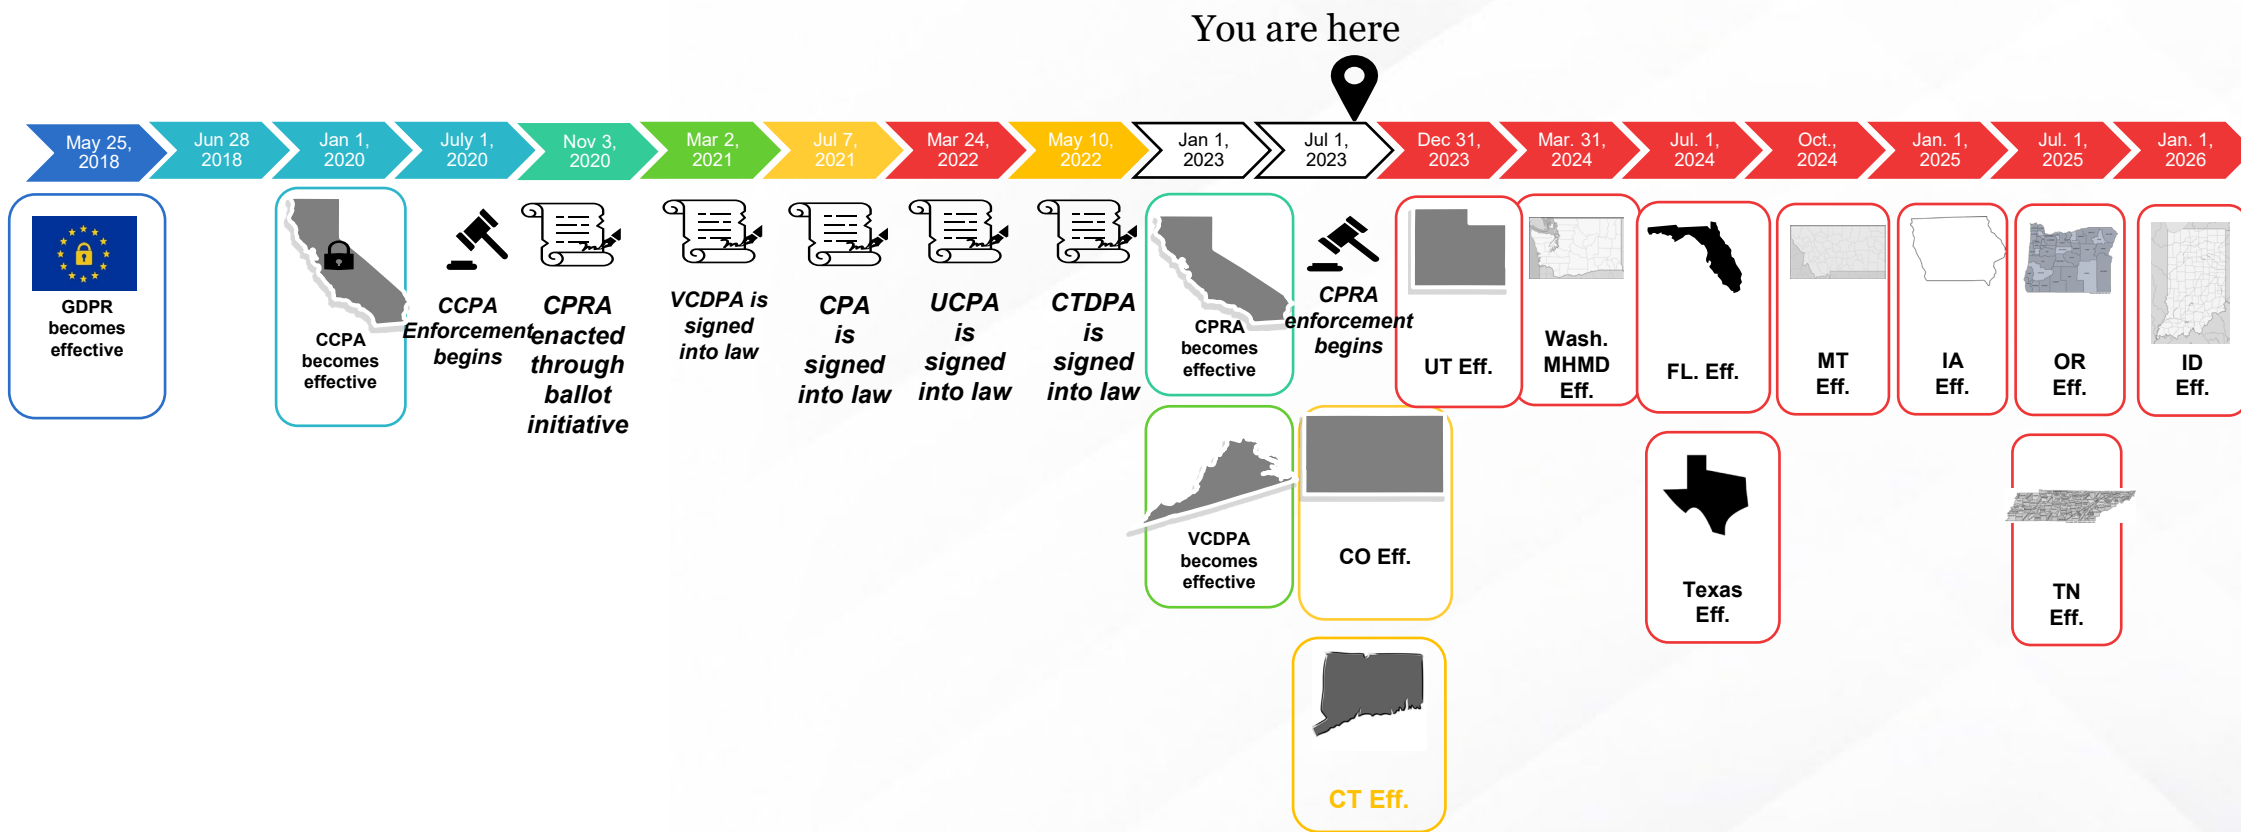 You are here
May 25,
2018
Jun 28
2018
Jan 1,
2020
July 1,
2020
Nov 3,
2020
Mar 2,
2021
Jul 7,
2021
Mar 24,
2022
May 10,
2022
Jan 1,
2023
Jul 1,
2023
Dec 31,
2023
Mar. 31,
2024
Jul. 1,
2024
Oct.,
2024
Jan. 1,
2025
Jul. 1,
2025
Jan. 1,
2026
GDPR
becomes
effective
CCPA
becomes
effective
CCPA
Enforcement
begins
CPRA
enacted
through
ballot
initiative
VCDPA is
signed
into law
CPA
is
signed
into law
UCPA
is
signed
into law
CTDPA
is
signed
into law
CPRA
becomes
effective
CPRA
enforcement
begins
UT Eff.
Wash.
MHMD
Eff.
FL. Eff.
MT
Eff.
IA
Eff.
OR
Eff.
ID
Eff.
VCDPA
becomes
effective
CO Eff.
Texas
Eff.
TN
Eff.
CT Eff.